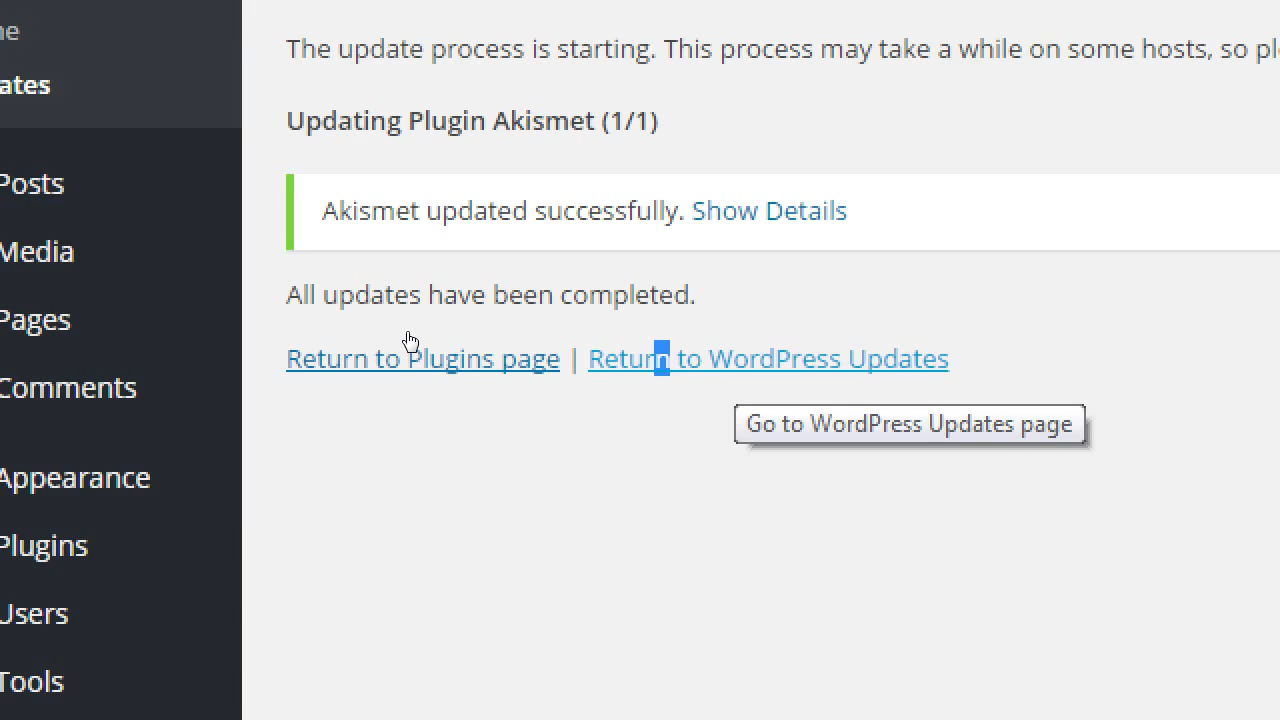 me
ates
Posts
Media
Pages
Comments
Appearance
Plugins
Users
Tools
The update process is starting. This process may take a while on some hosts, so
Updating Plugin Akismet (1/1)
Akismet updated successfully. Show Details
All updates have been completed.
Return to Plugins page | Return to WordPress Updates
Go to WordPress Updates page